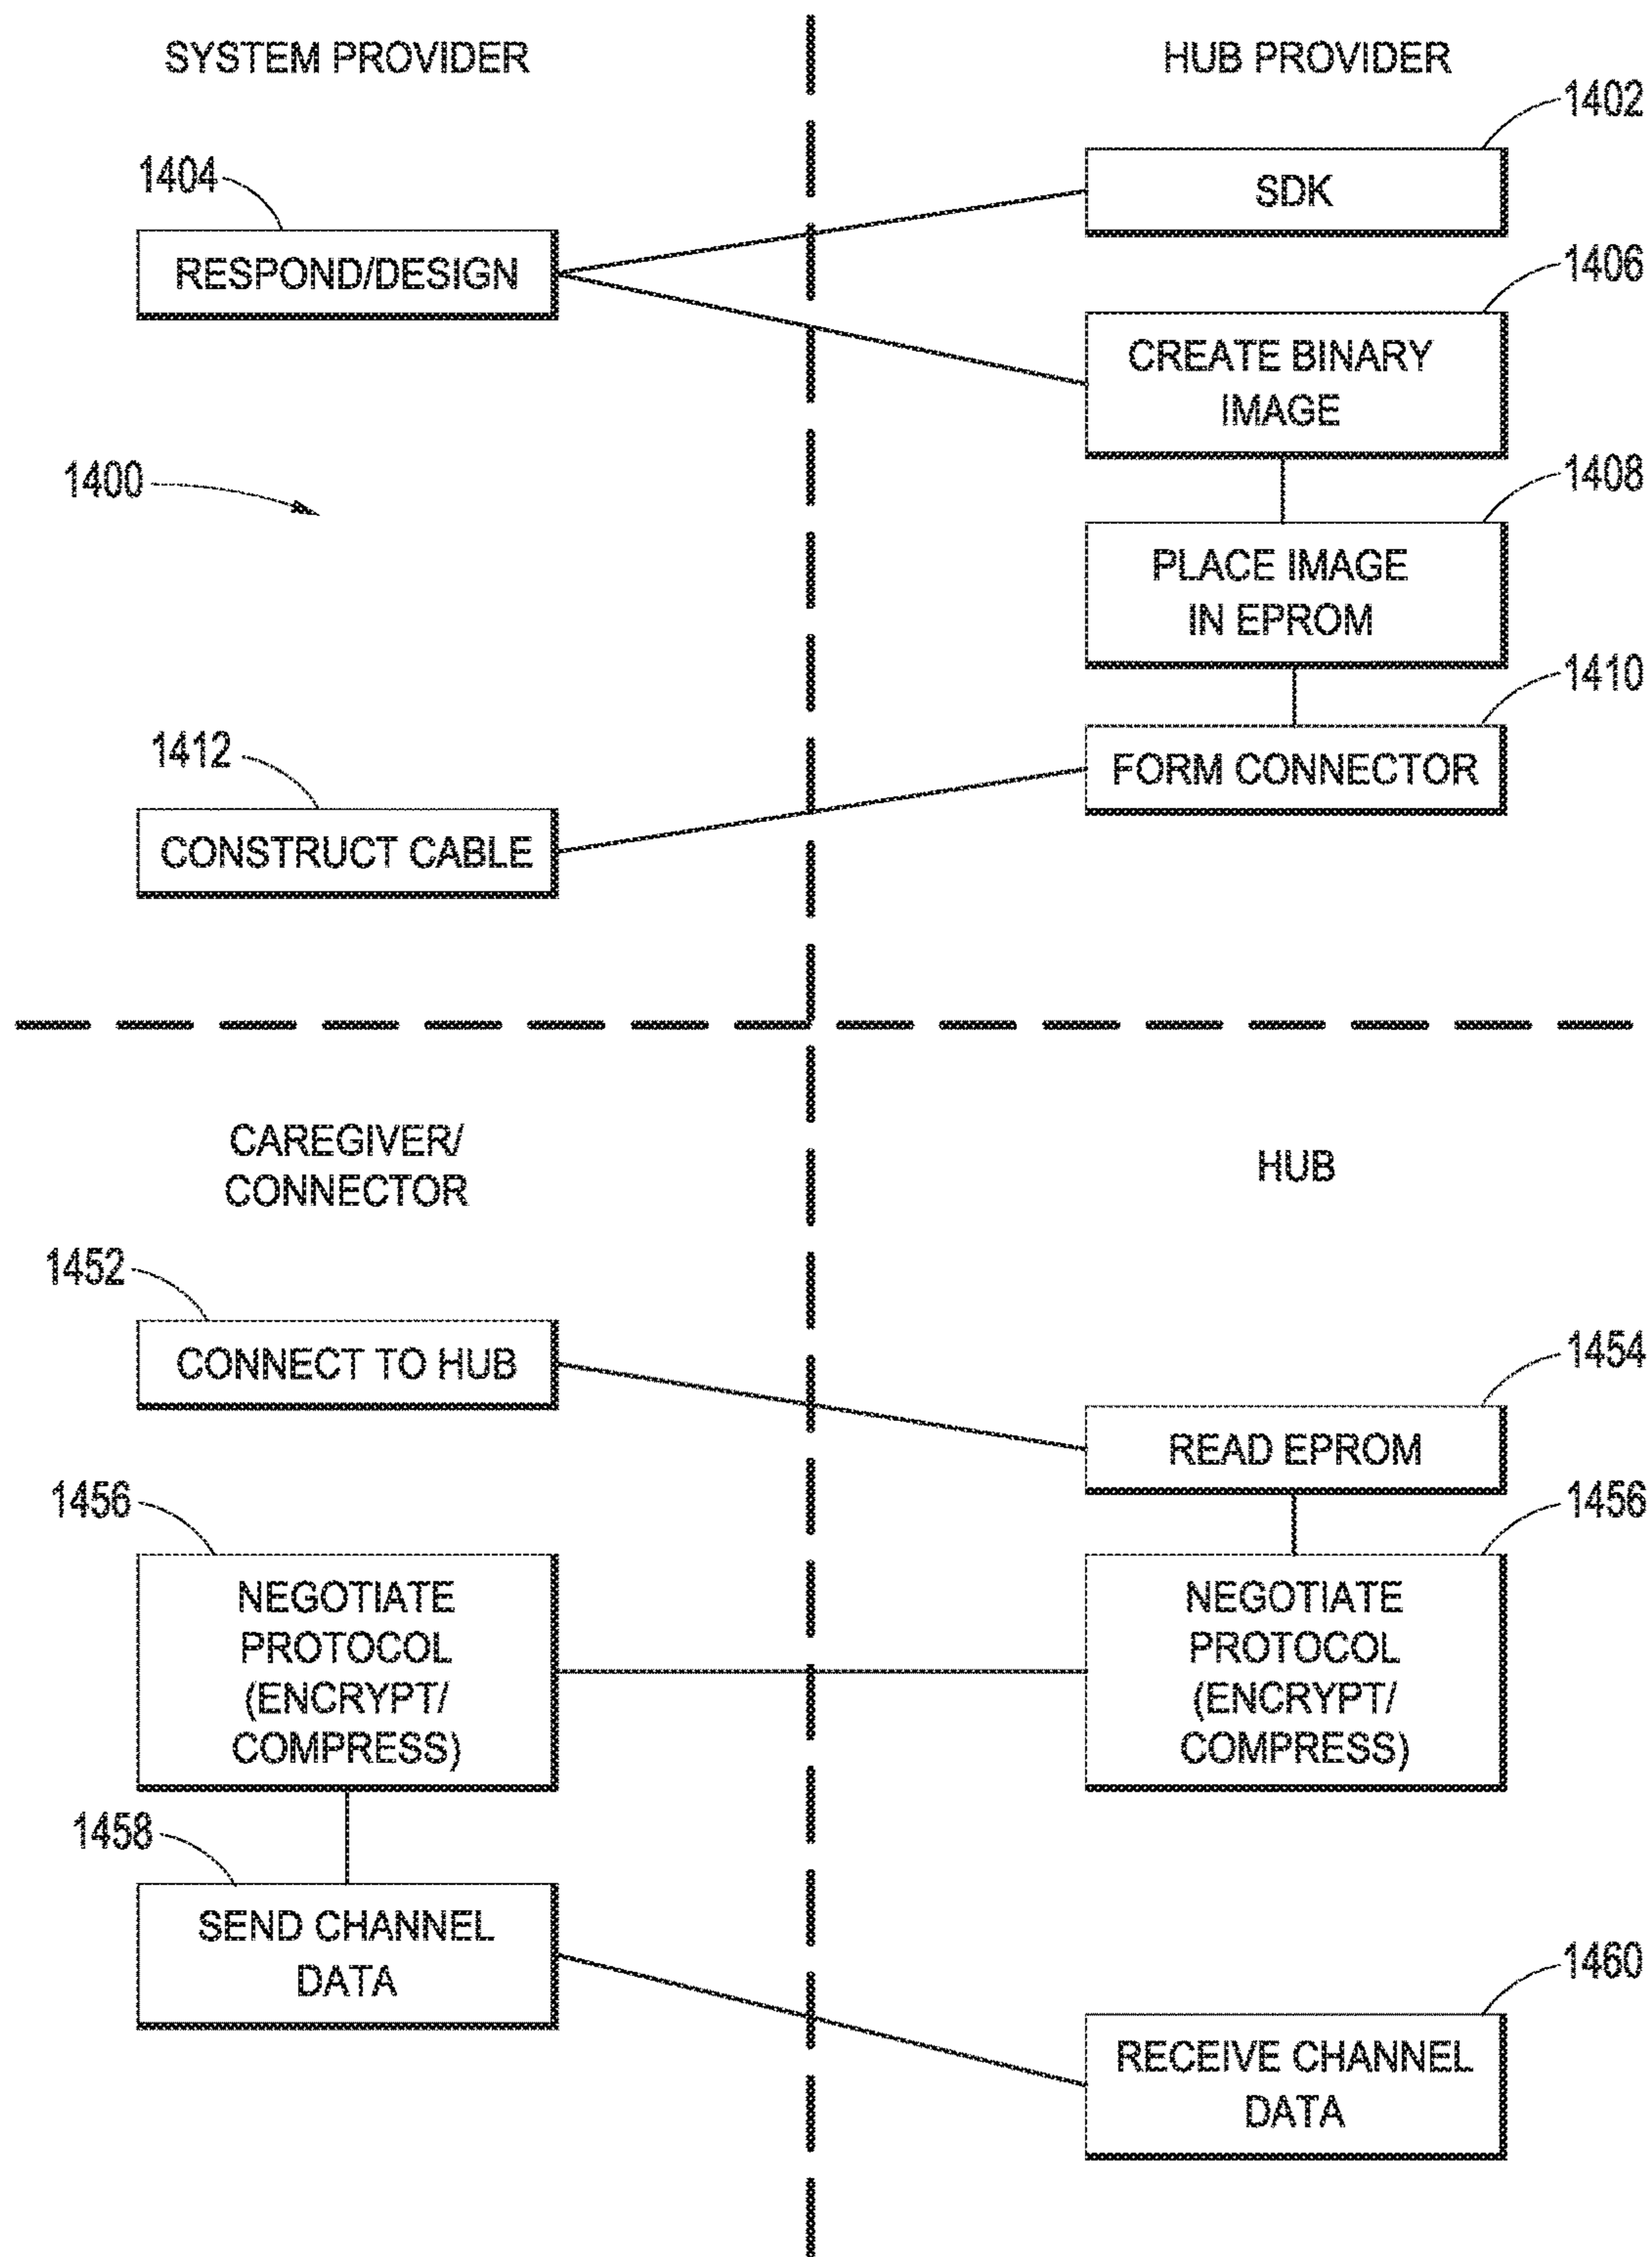 SYSTEM PROVIDER
HUB PROVIDER
1402
SDK
1404
RESPOND/DESIGN
1406
CREATE BINARY
IMAGE
1400
1408
PLACE IMAGE
IN EPROM
1410
FORM CONNECTOR
1412
CONSTRUCT CABLE
CAREGIVER/
CONNECTOR
HUB
1452
CONNECT TO HUB
1454
READ EPROM
1456
NEGOTIATE
PROTOCOL
(ENCRYPT/
COMPRESS)
1456
NEGOTIATE
PROTOCOL
(ENCRYPT/
COMPRESS)
1458
SEND CHANNEL
DATA
1460
RECEIVE CHANNEL
DATA